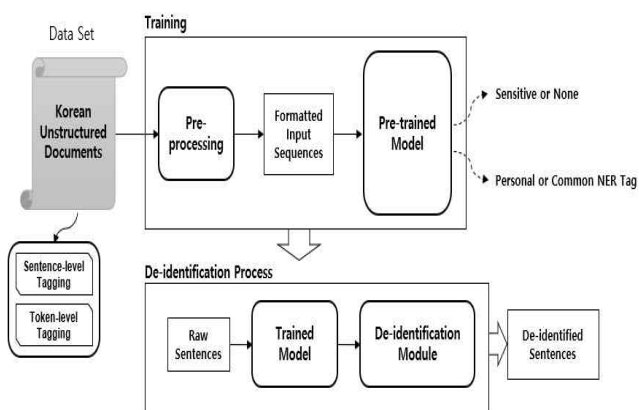 Data Set
Korean
Unstructured
Documents
Sentence-level
Tagging
Token-level
Tagging
Training
Pre-
processing
Formatted
Input
Sequences
Pre-trained
Model
Sensitive or None
Personal or Common NER Tag
De-identification Process
Raw
Sentences
Trained
Model
De-identification
Module
De-identified
Sentences